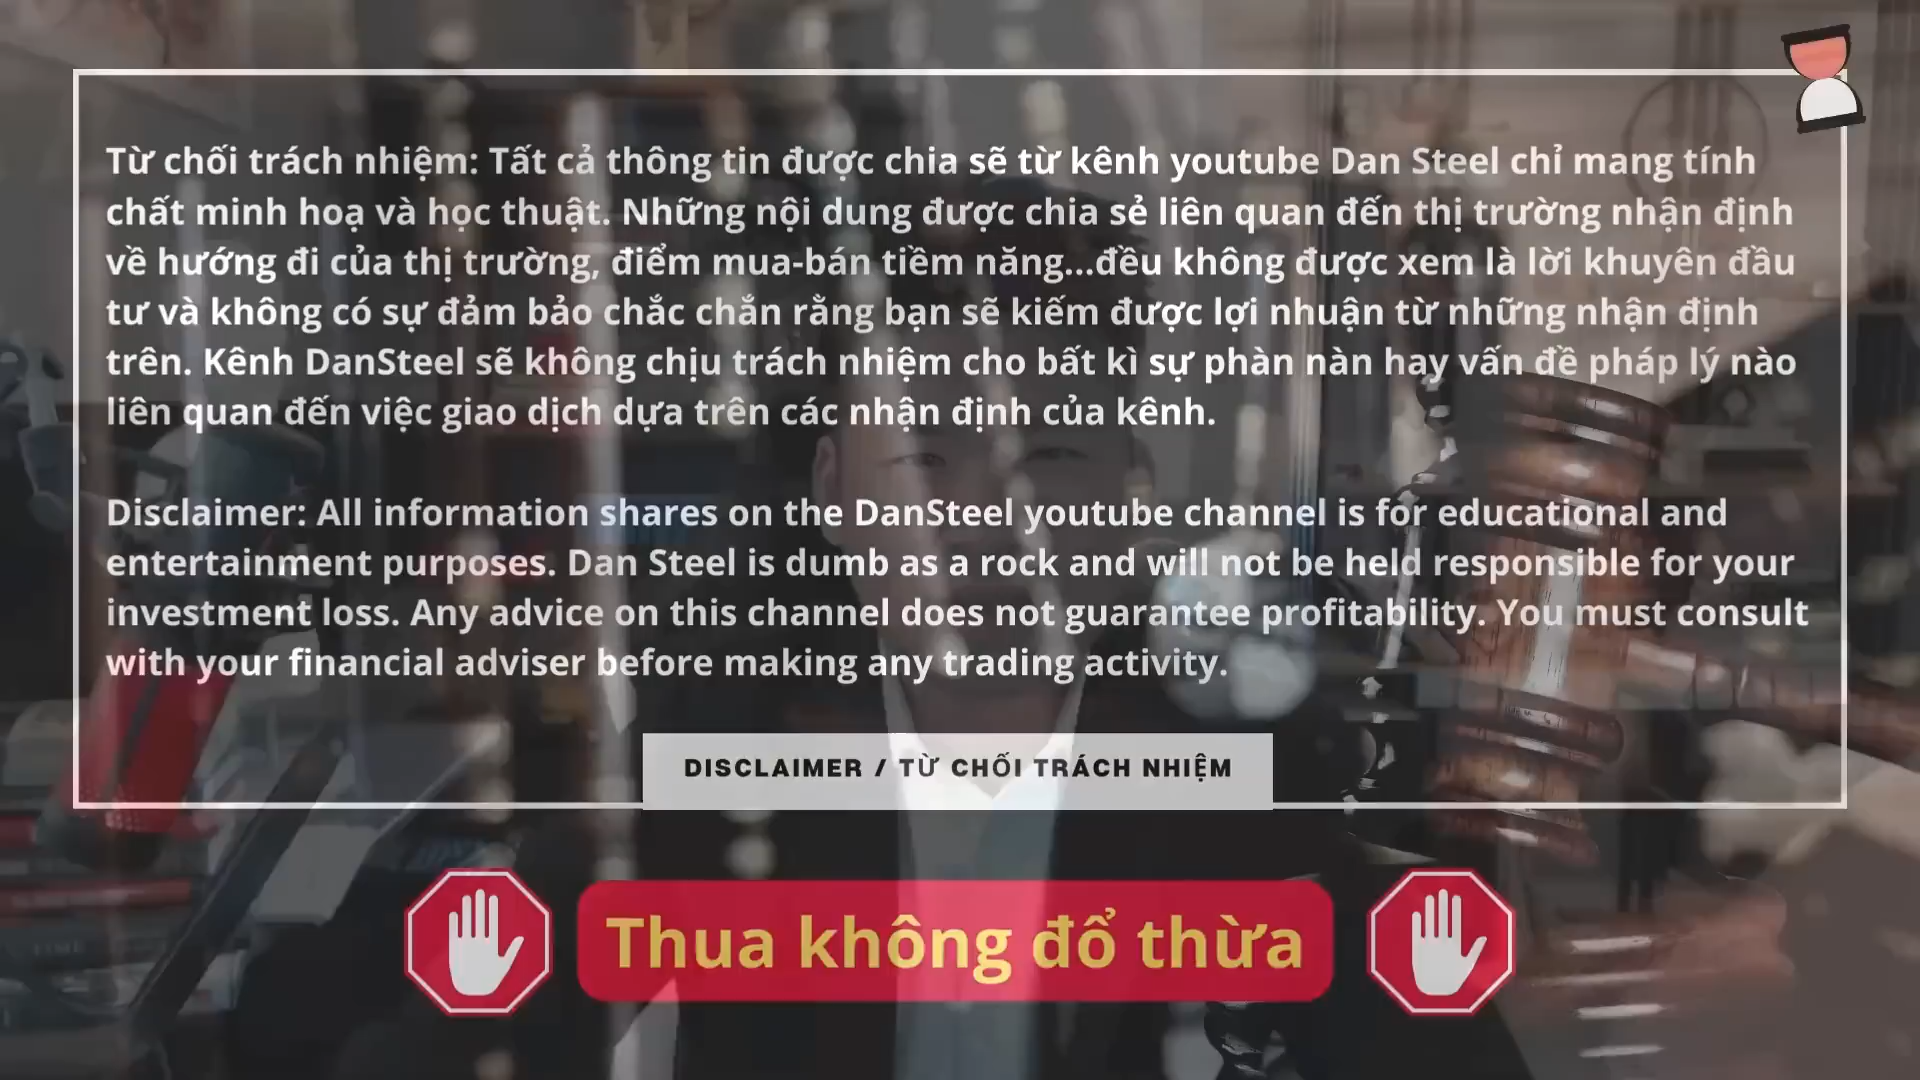 Từ chối trách nhiệm: Tất cả thông tin được chia sẽ từ kênh youtube Dan Steel chỉ mang tính
chất minh hoạ và học thuật. Những nội dung được chia sẻ liên quan đến thị trường nhận định
về hướng đi của thị trường, điểm mua-bán tiềm năng...đều không được xem là lời khuyên đầu
tư và không có sự đảm bảo chắc chắn rằng bạn sẽ kiếm được lợi nhuận từ những nhận định
trên. Kênh DanSteel sẽ không chịu trách nhiệm cho bất kì sự phàn nàn hay vấn đề pháp lý nào
liên quan đến việc giao dịch dựa trên các nhận định của kênh.
Disclaimer: All information shares on the DanSteel youtube channel is for educational and
entertainment purposes. Dan Steel is dumb as a rock and will not be held responsible for your
investment loss. Any advice on this channel does not guarantee profitability. You must consult
with your financial adviser before making any trading activity.
DISCLAIMER / TỪ CHỐI TRÁCH NHIỆM
Thua không đổ thừa